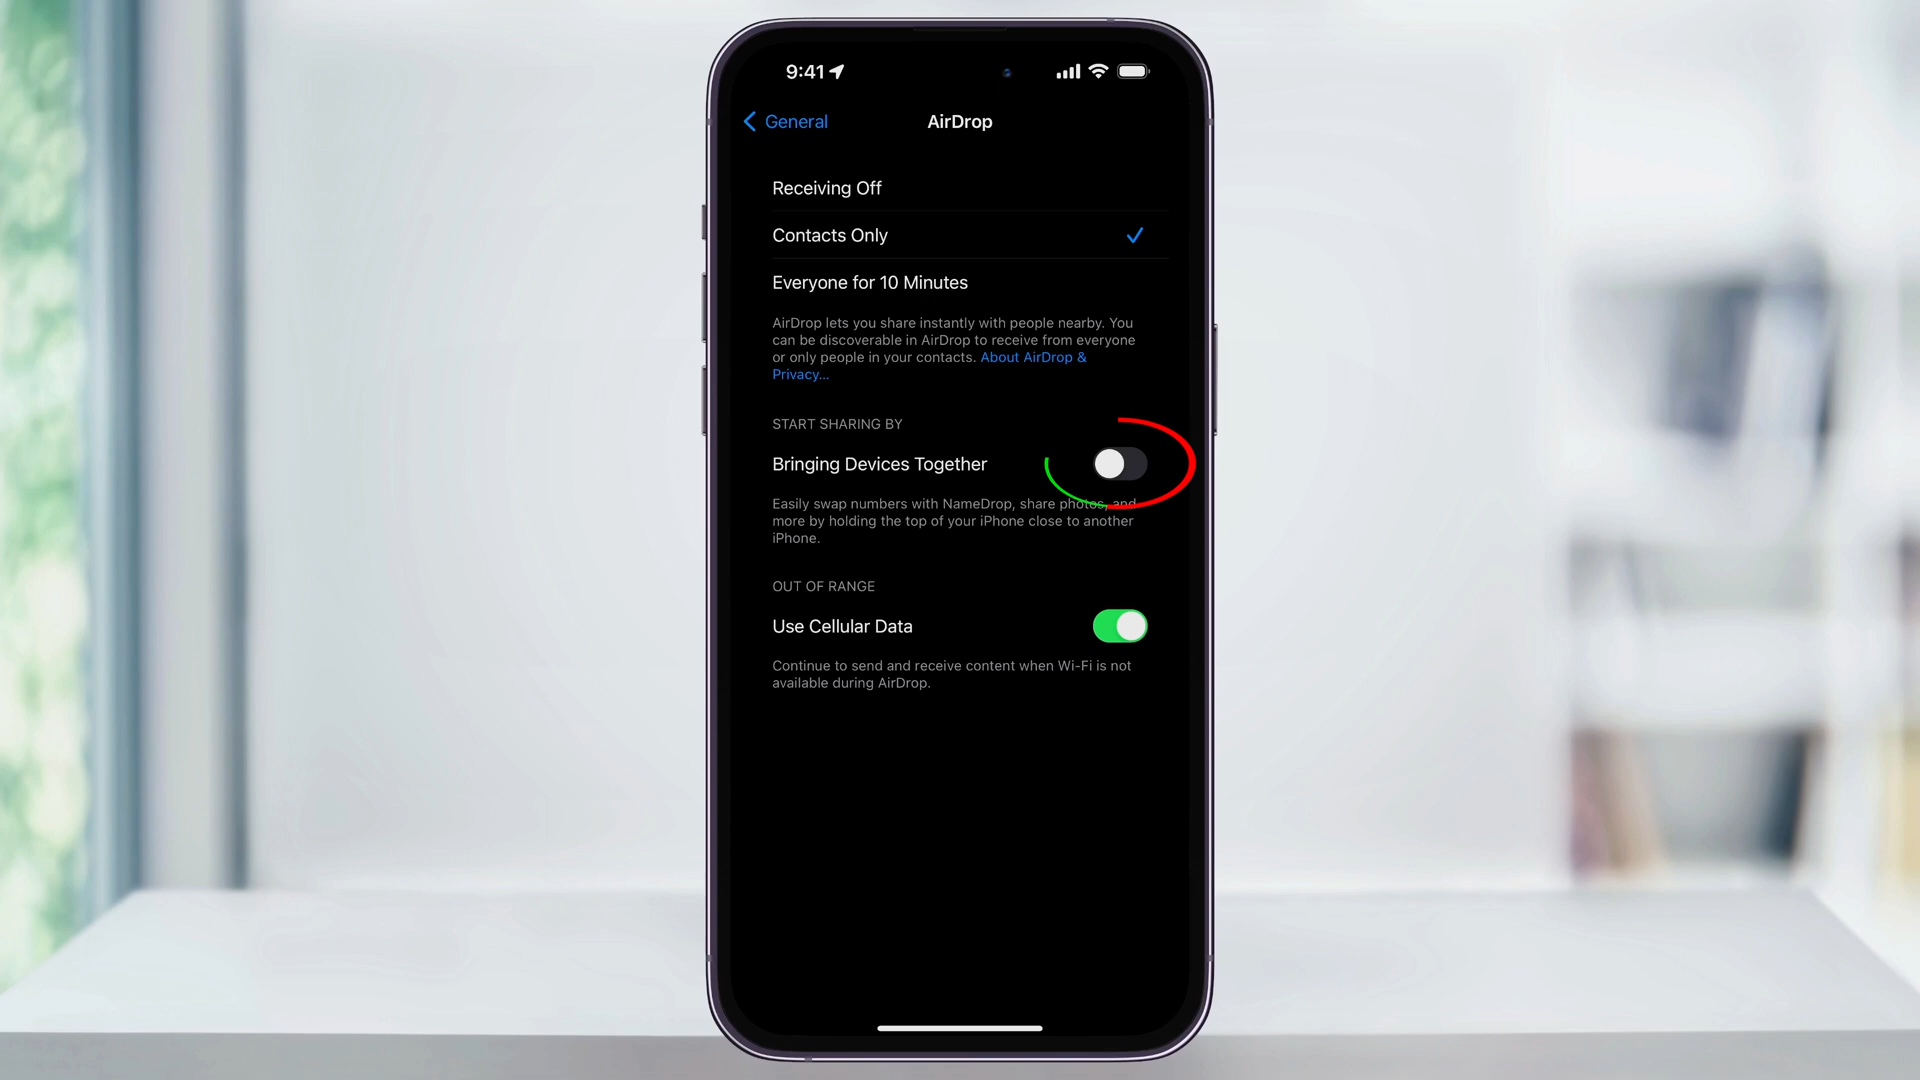 9:41
General
AirDrop
Receiving Off
Contacts Only
Everyone for 10 Minutes
AirDrop lets you share instantly with people nearby. You
can be discoverable in AirDrop to receive from everyone
or only people in your contacts. About AirDrop &
Privacy...
START SHARING BY
Bringing Devices Together
Easily swap numbers with NameDrop, share photos, and
more by holding the top of your iPhone close to another
iPhone.
OUT OF RANGE
Use Cellular Data
Continue to send and receive content when Wi-Fi is not
available during AirDrop.